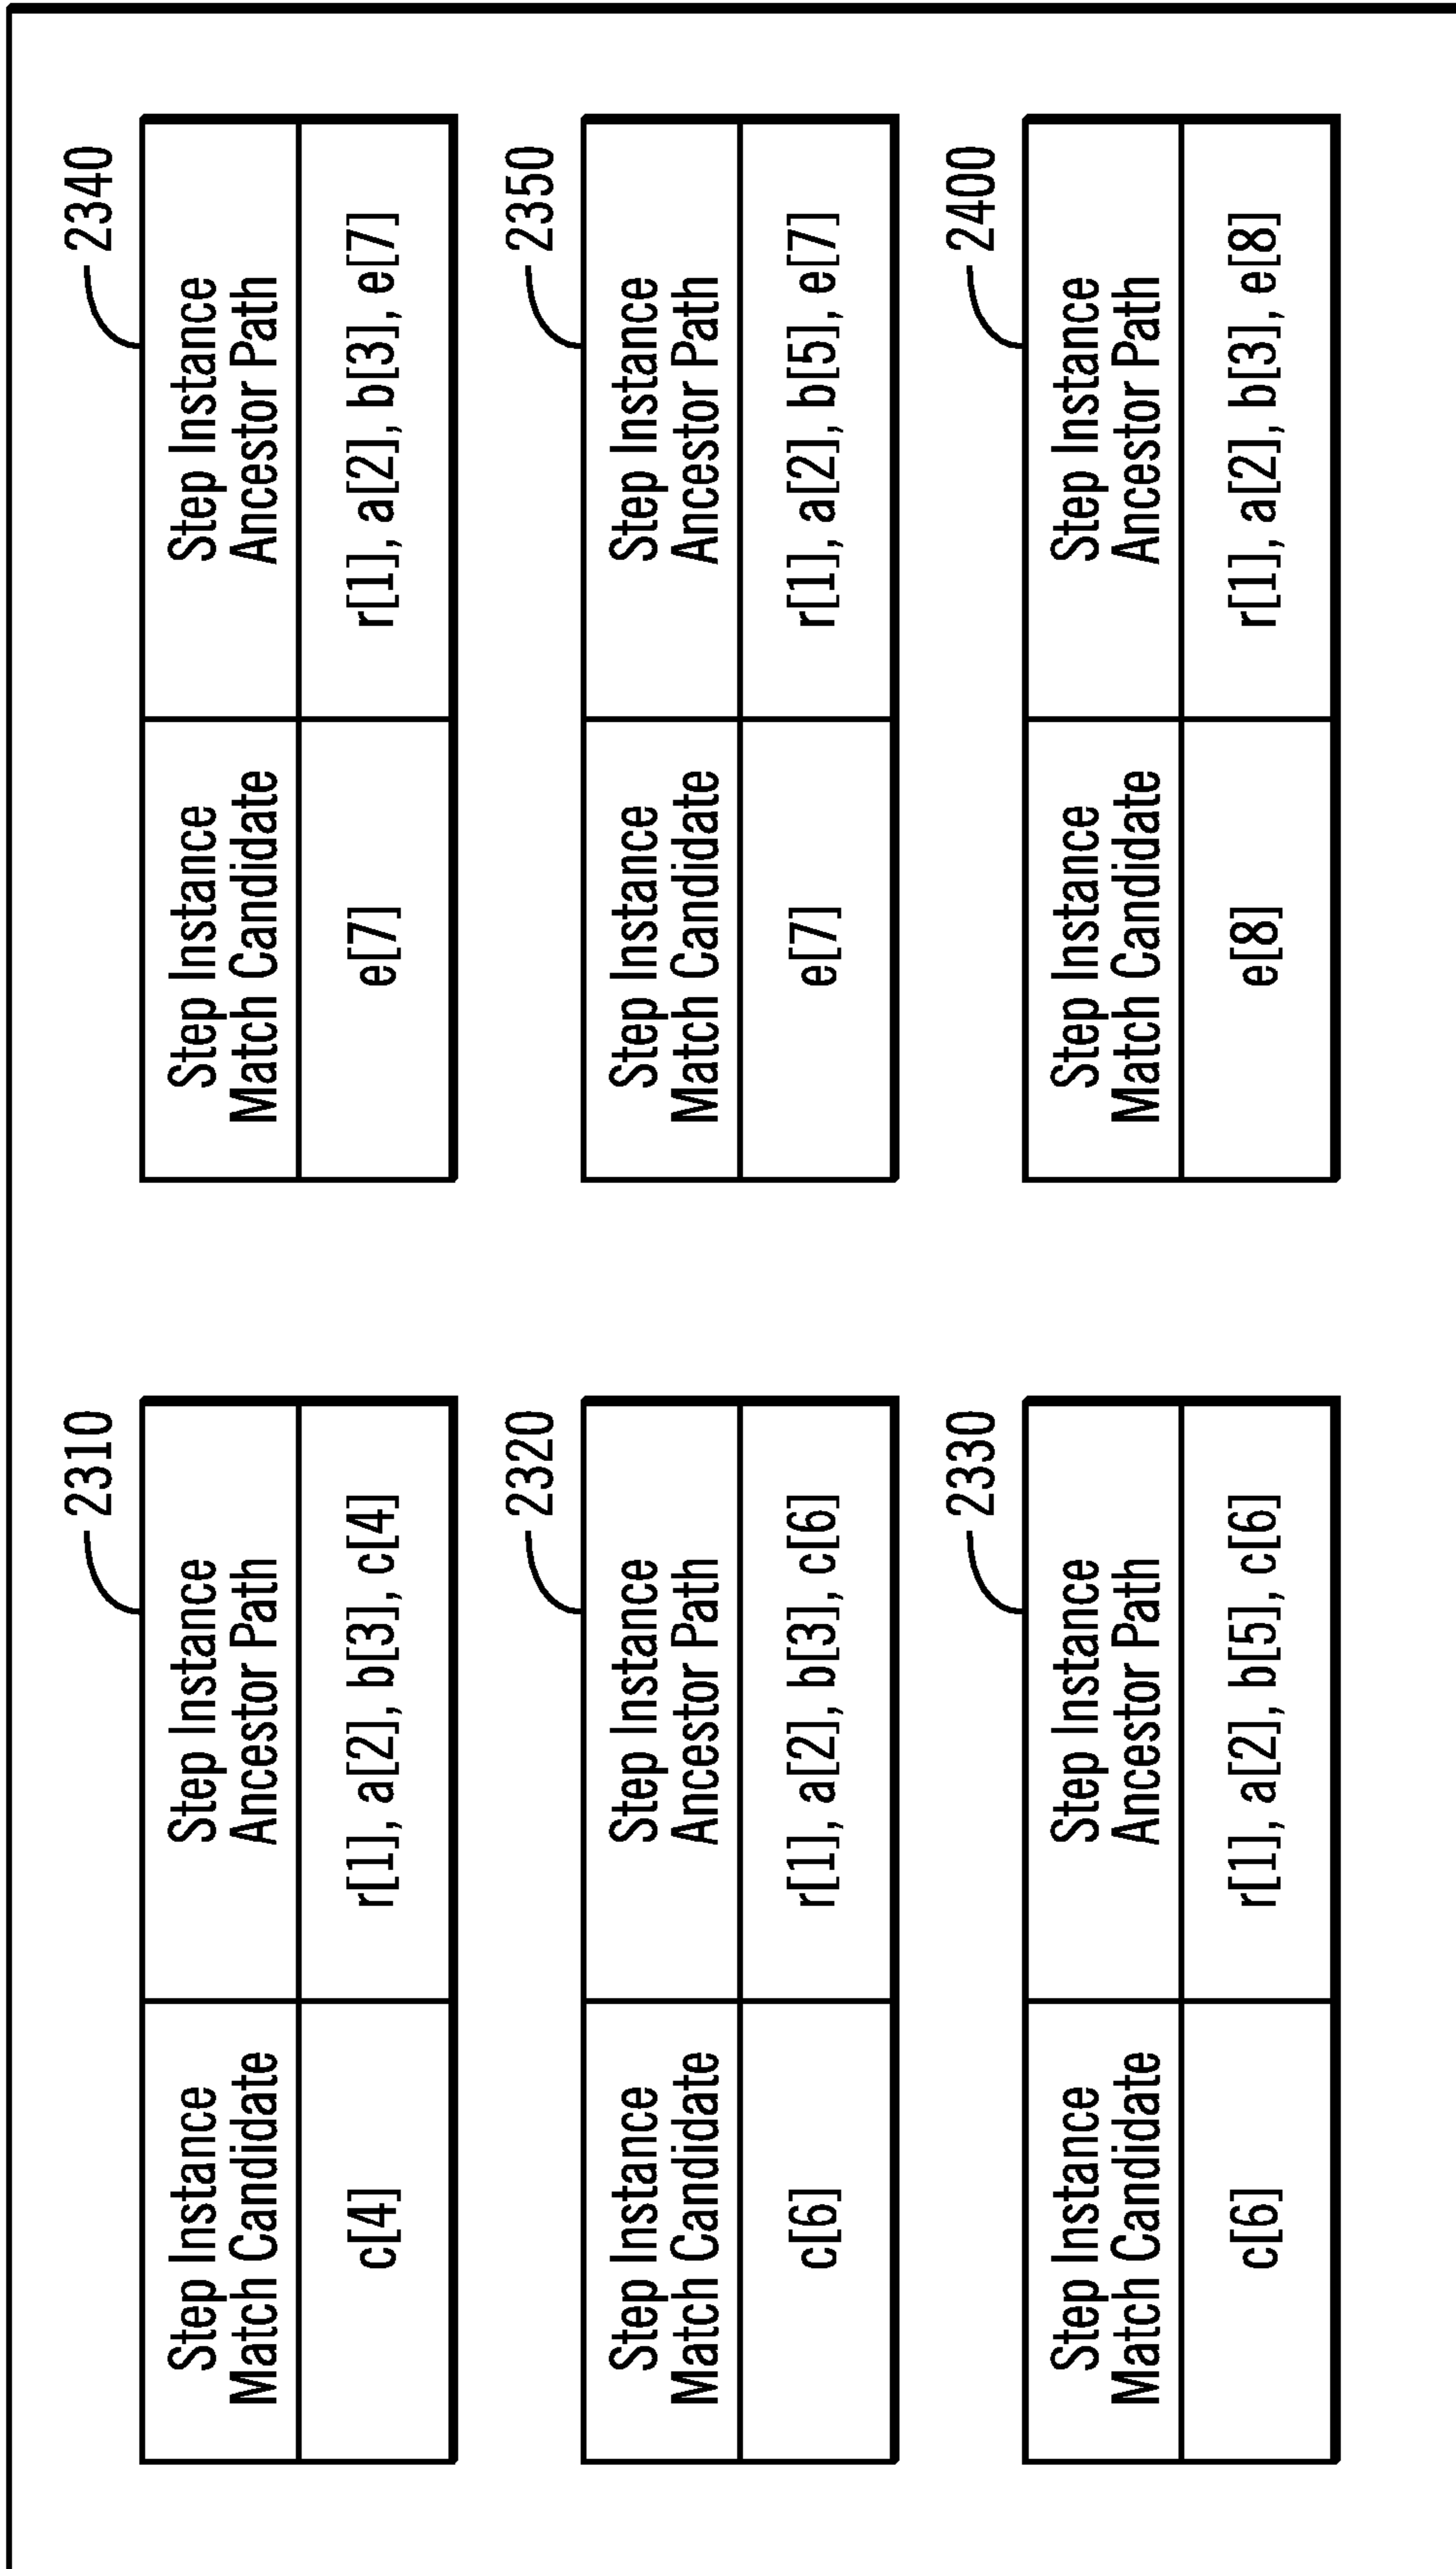 2310
Step Instance
Match Candidate
Step Instance
Ancestor Path
c[4]
r[1], a[2], b[3], c[4]
2320
Step Instance
Match Candidate
Step Instance
Ancestor Path
c[6]
r[1], a[2], b[3], c[6]
2330
Step Instance
Match Candidate
Step Instance
Ancestor Path
c[6]
r[1], a[2], b[5], c[6]
2340
Step Instance
Match Candidate
Step Instance
Ancestor Path
e[7]
r[1], a[2], b[3], e[7]
2350
Step Instance
Match Candidate
Step Instance
Ancestor Path
e[7]
r[1], a[2], b[5], e[7]
2400
Step Instance
Match Candidate
Step Instance
Ancestor Path
e[8]
r[1], a[2], b[3], e[8]